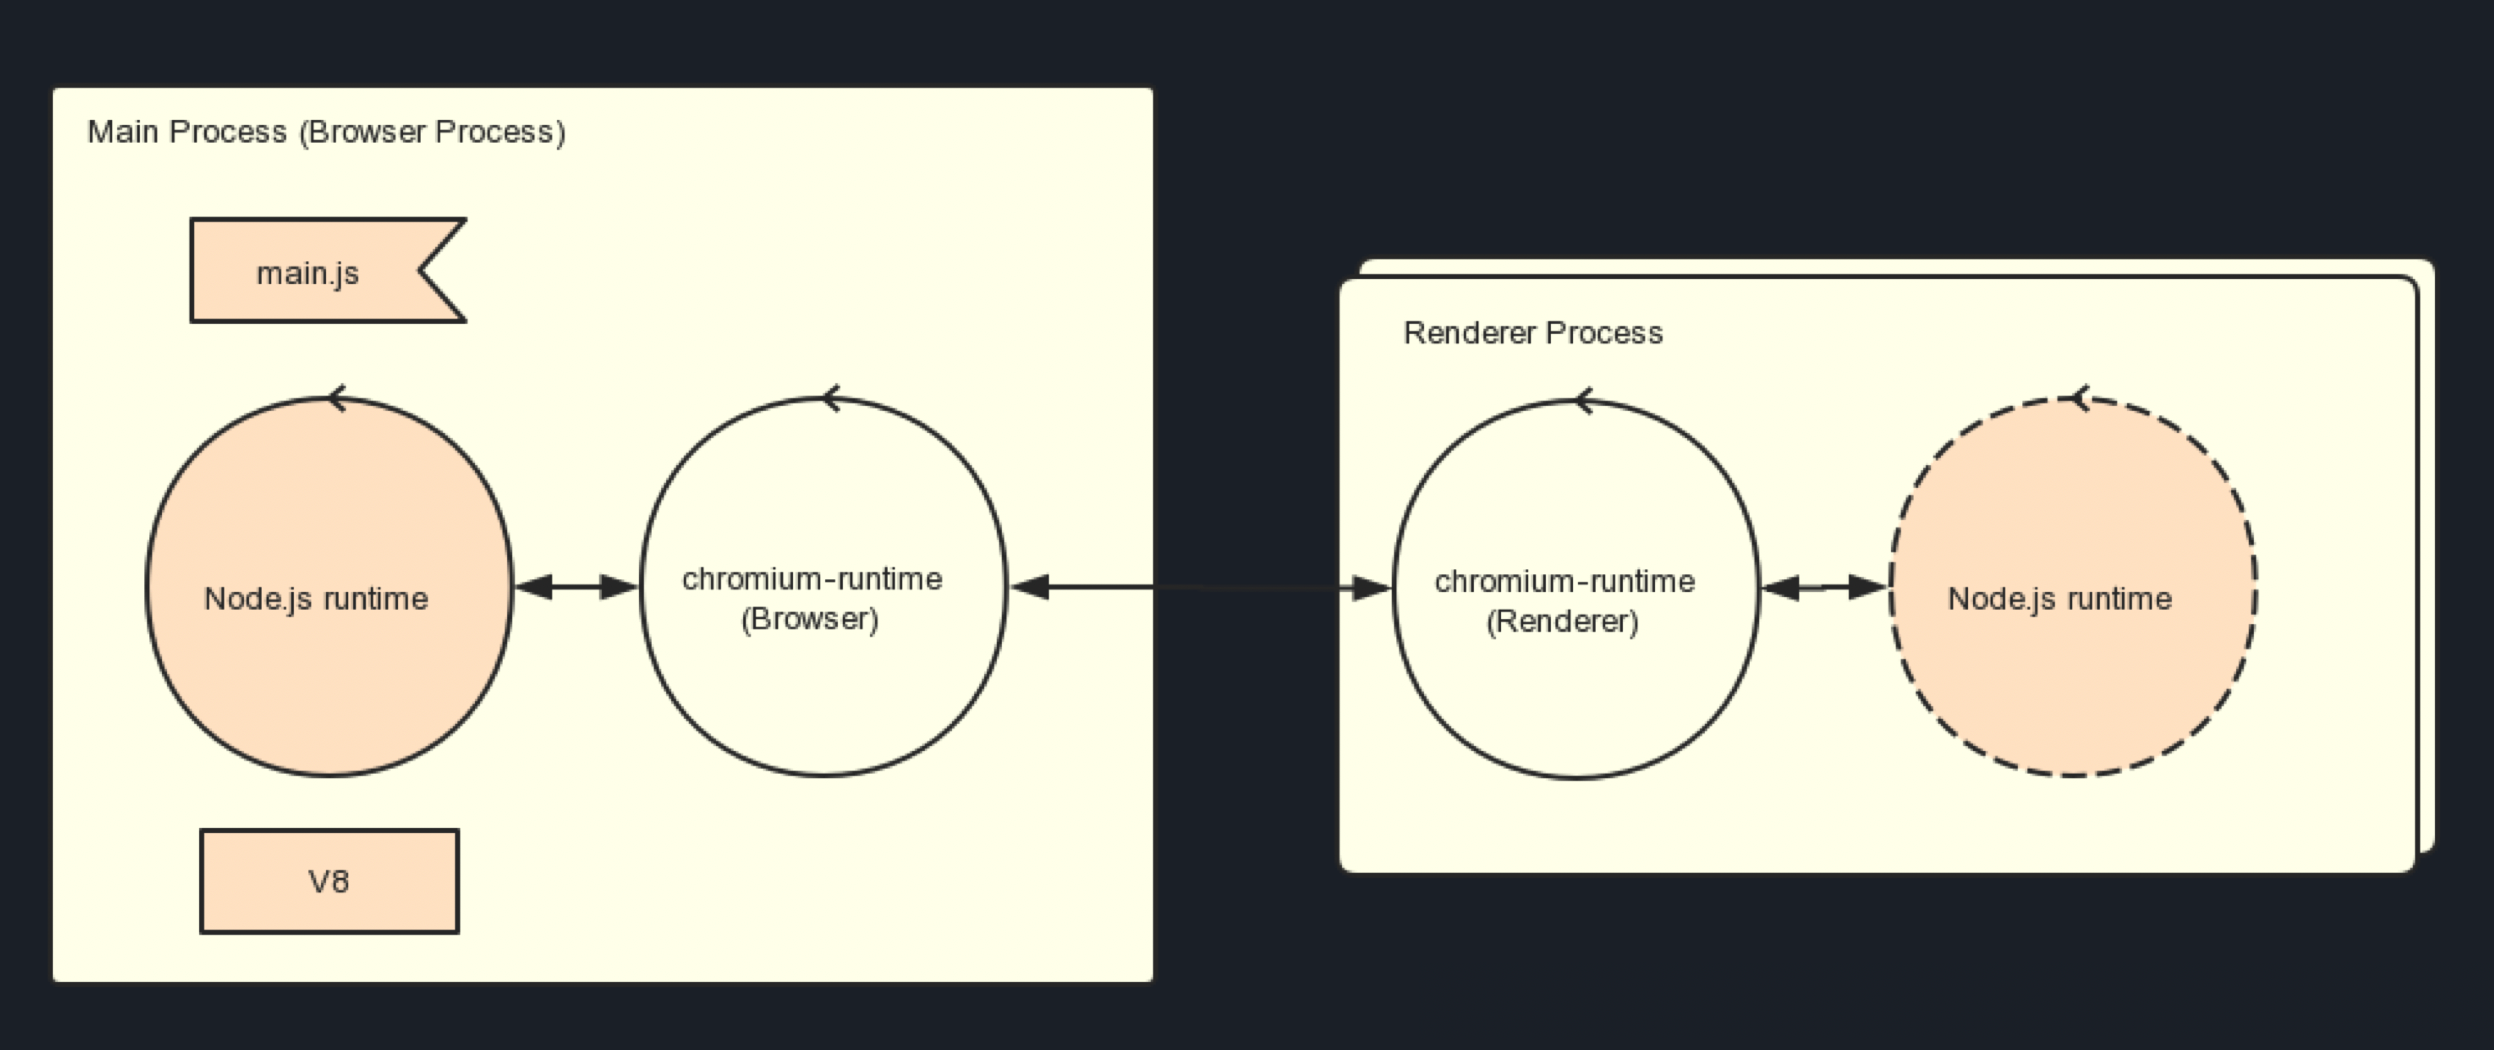 Main Process (Browser Process)
main.js
Node.js runtime
chromium-runtime
(Browser)
V8
Renderer Process
chromium-runtime
(Renderer)
Node.js runtime